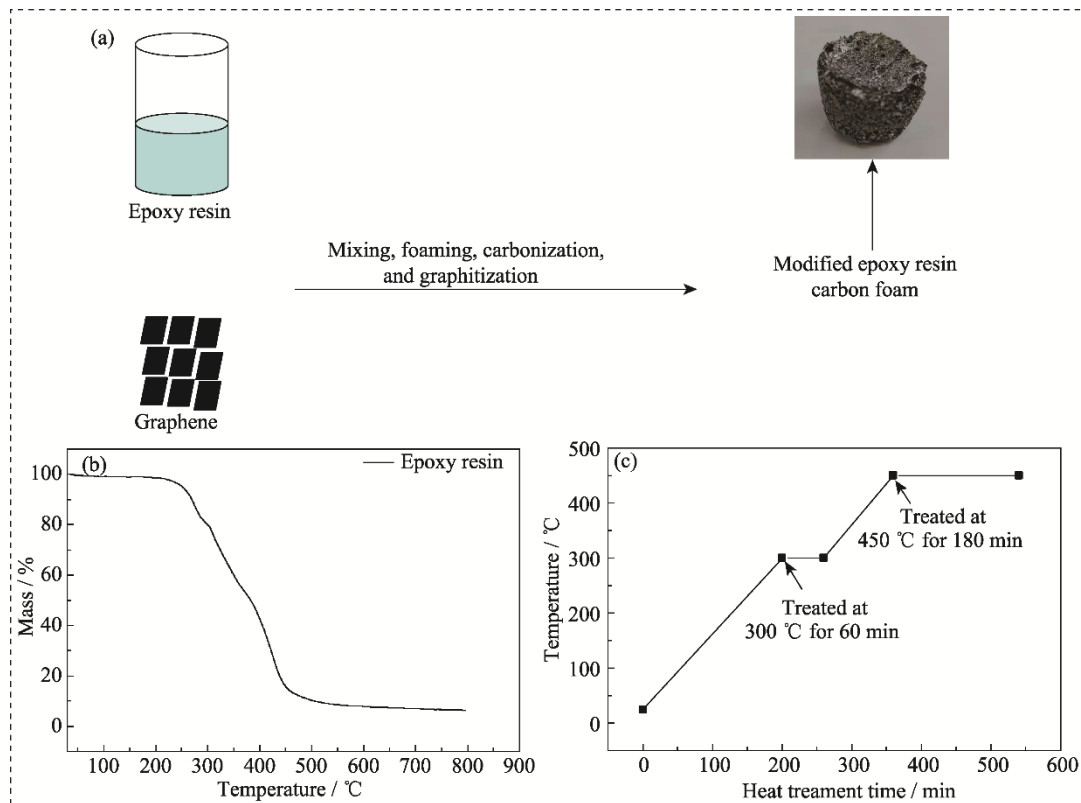 (a)
Epoxy resin
Mixing, foaming, carbonization,
and graphitization
Modified epoxy resin
carbon foam
Graphene
(b)
Epoxy resin
100
80
60
40
20
0
Mass / %
100 200 300 400 500 600 700 800 900
Temperature / ℃
(c)
500
450
400
300
200
100
0
Temperature / ℃
Treated at
450 ℃ for 180 min
Treated at
300 ℃ for 60 min
0 100 200 300 400 500 600
Heat treament time / min